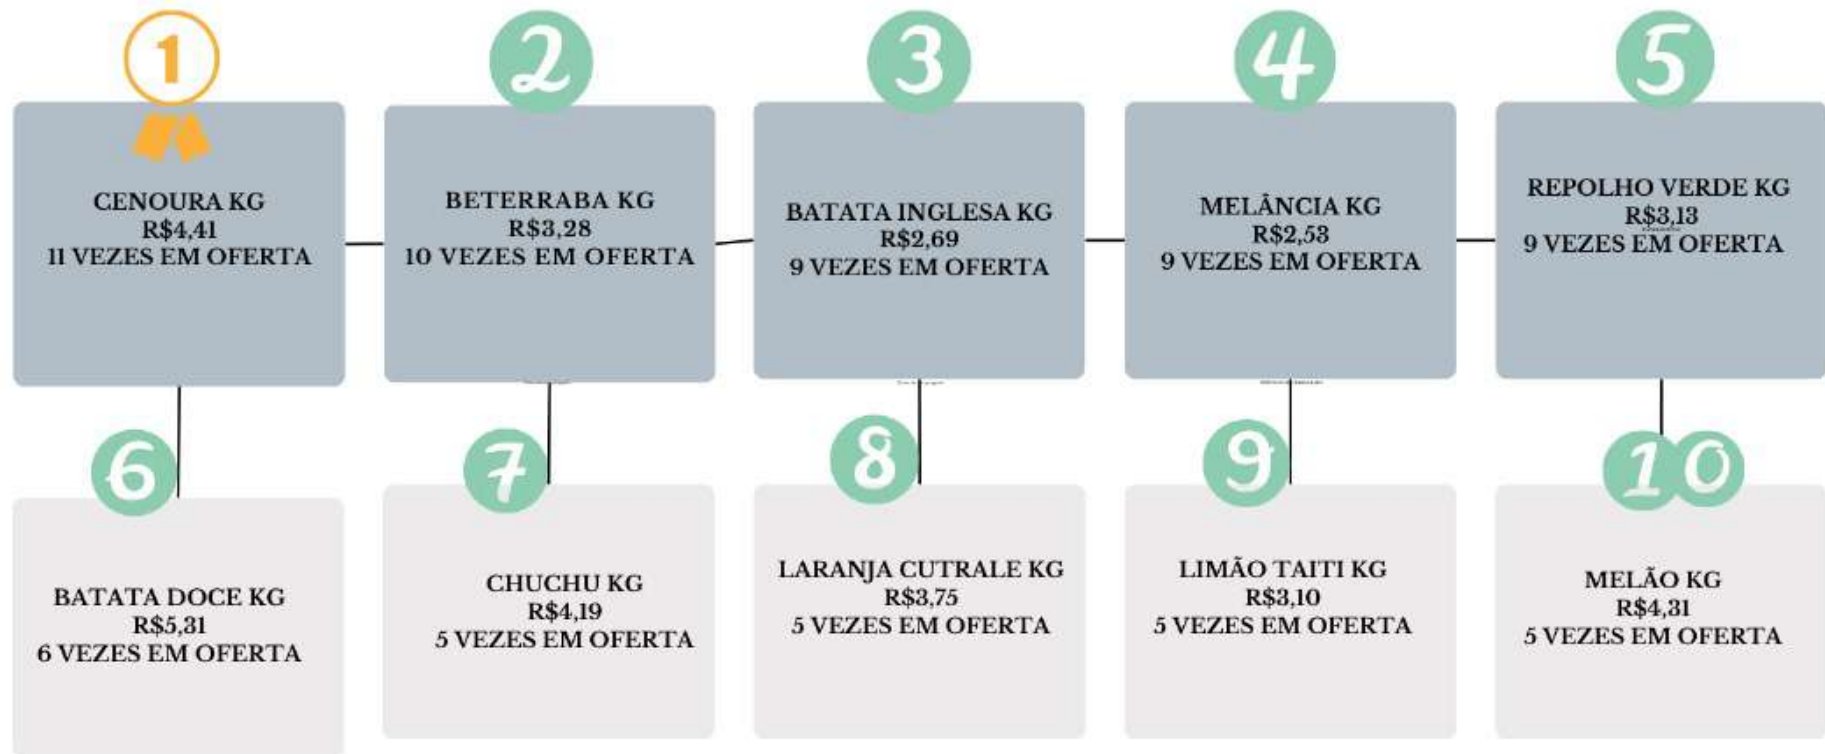 1
CENOURA KG
R$4,41
11 VEZES EM OFERTA
2
BETERRABA KG
R$3,28
10 VEZES EM OFERTA
3
BATATA INGLESA KG
R$2,69
9 VEZES EM OFERTA
4
MELÂNCIA KG
R$2,53
9 VEZES EM OFERTA
5
REPOLHO VERDE KG
R$3,13
9 VEZES EM OFERTA
6
BATATA DOCE KG
R$5,31
6 VEZES EM OFERTA
7
CHUCHU KG
R$4,19
5 VEZES EM OFERTA
8
LARANJA CUTRALE KG
R$3,75
5 VEZES EM OFERTA
9
LIMÃO TAITI KG
R$3,10
5 VEZES EM OFERTA
10
MELÃO KG
R$4,31
5 VEZES EM OFERTA